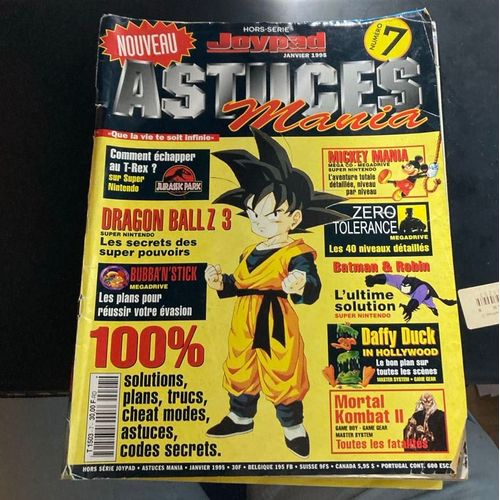 HORS-SERIE
NOUVEAU
Joypad
JANVIER 1995
NUMERO
7
ASTUCES
Mania
«Que la vie te soit infinie»
Comment échapper
au T-Rex ?
sur Super
Nintendo
JURASSIC PARK
DRAGON BALL Z 3
SUPER NINTENDO
Les secrets des
super pouvoirs
BUBBA'N'STICK
MEGADRIVE
Les plans pour
réussir votre évasion
100%
solutions,
plans, trucs,
cheat modes,
astuces,
codes secrets.
MICKEY MANIA
MEGA CD - MEGADRIVE
SUPER NINTENDO
L'aventure totale
détaillée, niveau
par niveau
ZERO
TOLERANCE
MEGADRIVE
Les 40 niveaux détaillés
Batman & Robin
L'ultime
solution
SUPER NINTENDO
Daffy Duck
IN HOLLYWOOD
Le bon plan sur
toutes les scènes
MASTER SYSTEM - GAME GEAR
Mortal
Kombat II
GAME BOY - GAME GEAR
MASTER SYSTEM
Toutes les fatalités
HORS SÉRIE JOYPAD • ASTUCES MANIA • JANVIER 1995 • 30F • BELGIQUE 195 FB • SUISSE 9FS • CANADA 5,95 $ • PORTUGAL CONT. 600 ESC.